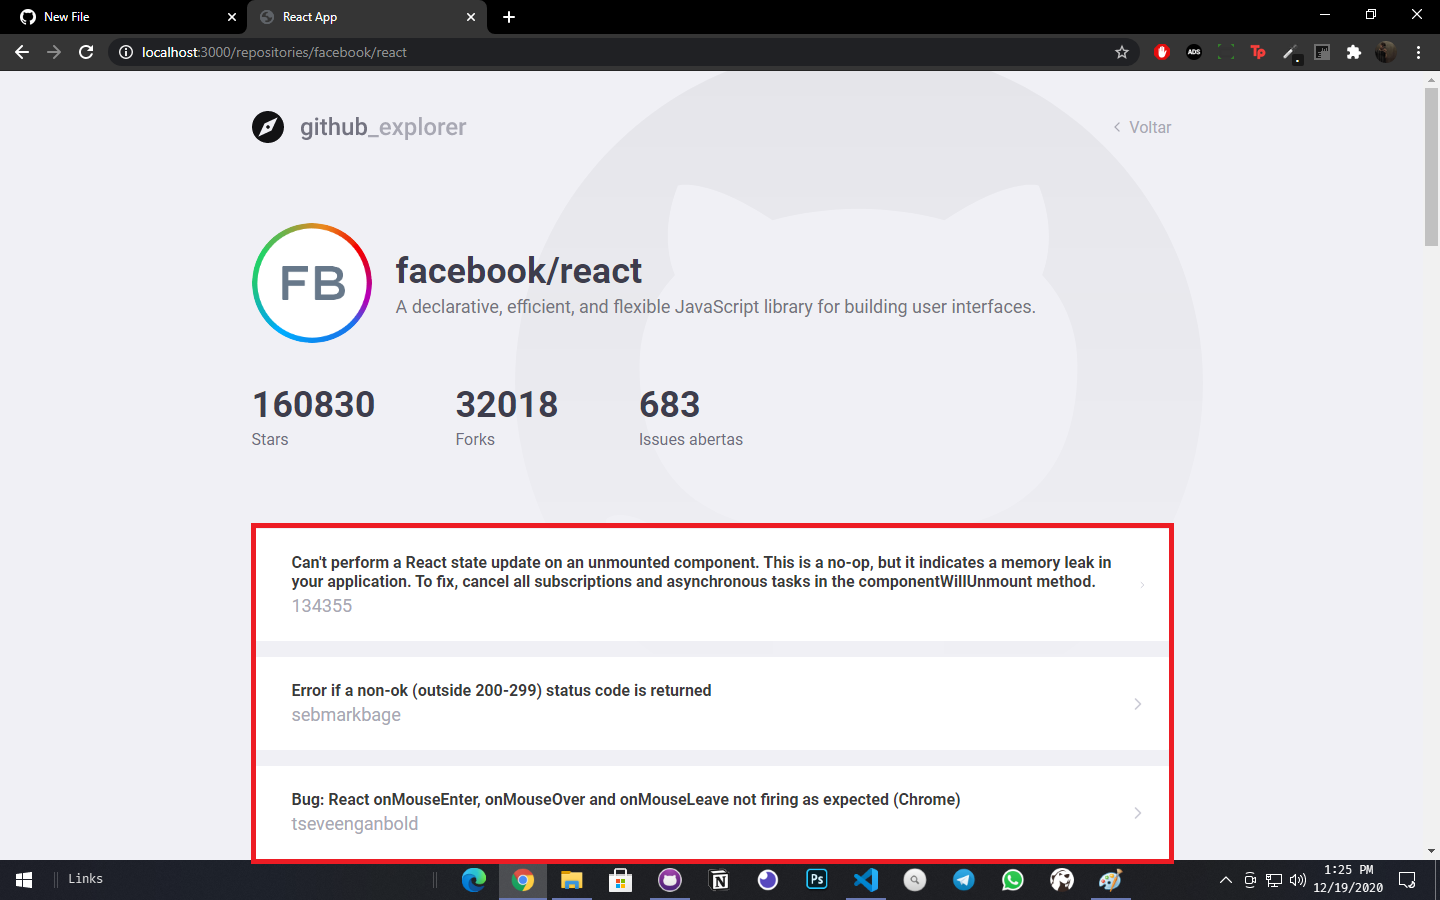 New File
React App
localhost:3000/repositories/facebook/react
ADS
Tp
github_explorer
Voltar
FB
facebook/react
A declarative, efficient, and flexible JavaScript library for building user interfaces.
160830
32018
683
Stars
Forks
Issues abertas
Can't perform a React state update on an unmounted component. This is a no-op, but it indicates a memory leak in
your application. To fix, cancel all subscriptions and asynchronous tasks in the componentWillUnmount method.
134355
Error if a non-ok (outside 200-299) status code is returned
sebmarkbage
Bug: React onMouseEnter, onMouseOver and onMouseLeave not firing as expected (Chrome)
tseveenganbold
Links
N
Ps
1:25 PM
12/19/2020